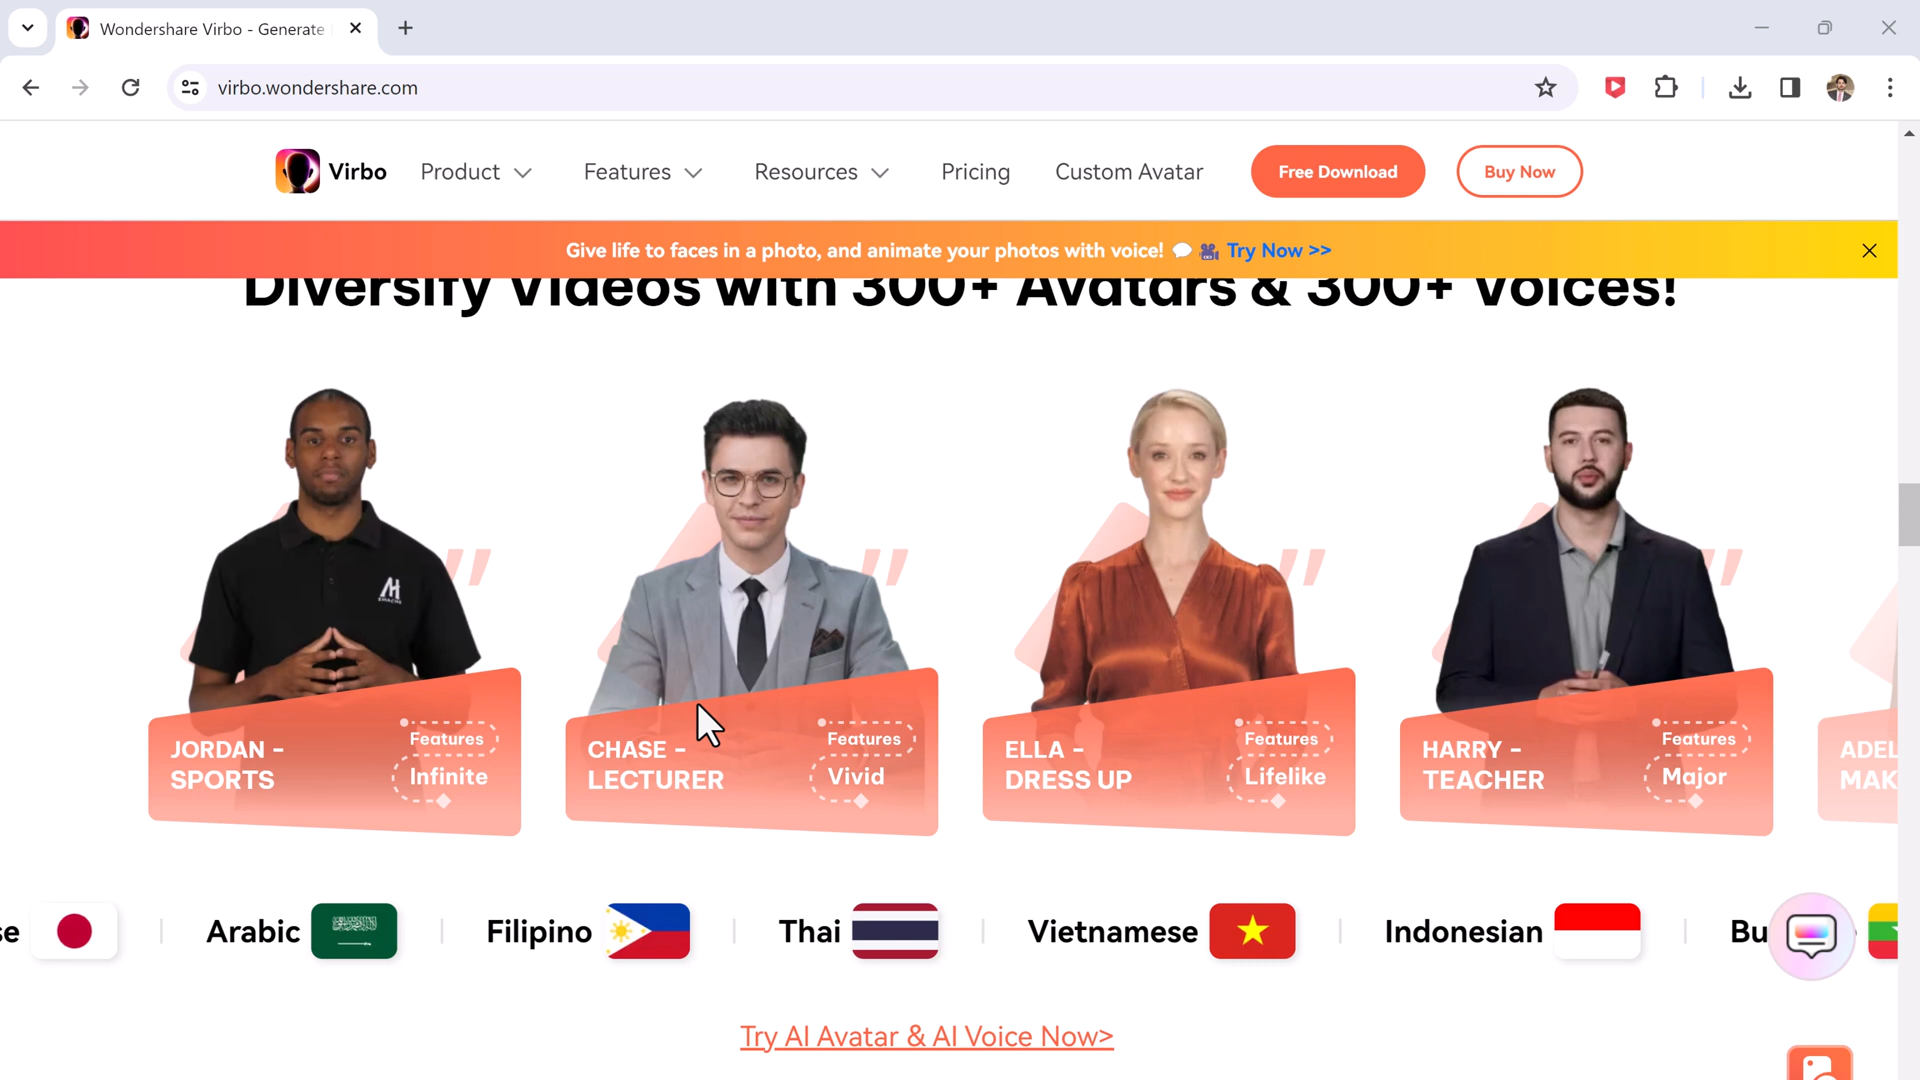 Wondershare Virbo - Generate
virbo.wondershare.com
Virbo Product Features Resources Pricing Custom Avatar Free Download Buy Now
Give life to faces in a photo, and animate your photos with voice! Try Now >>
Diversify Videos with 300+ Avatars & 300+ Voices!
JORDAN -
SPORTS
Features
Infinite
CHASE -
LECTURER
Features
Vivid
ELLA -
DRESS UP
Features
Lifelike
HARRY -
TEACHER
Features
Major
ADEL
MAK
se Arabic Filipino Thai Vietnamese Indonesian Bu
Try AI Avatar & AI Voice Now>